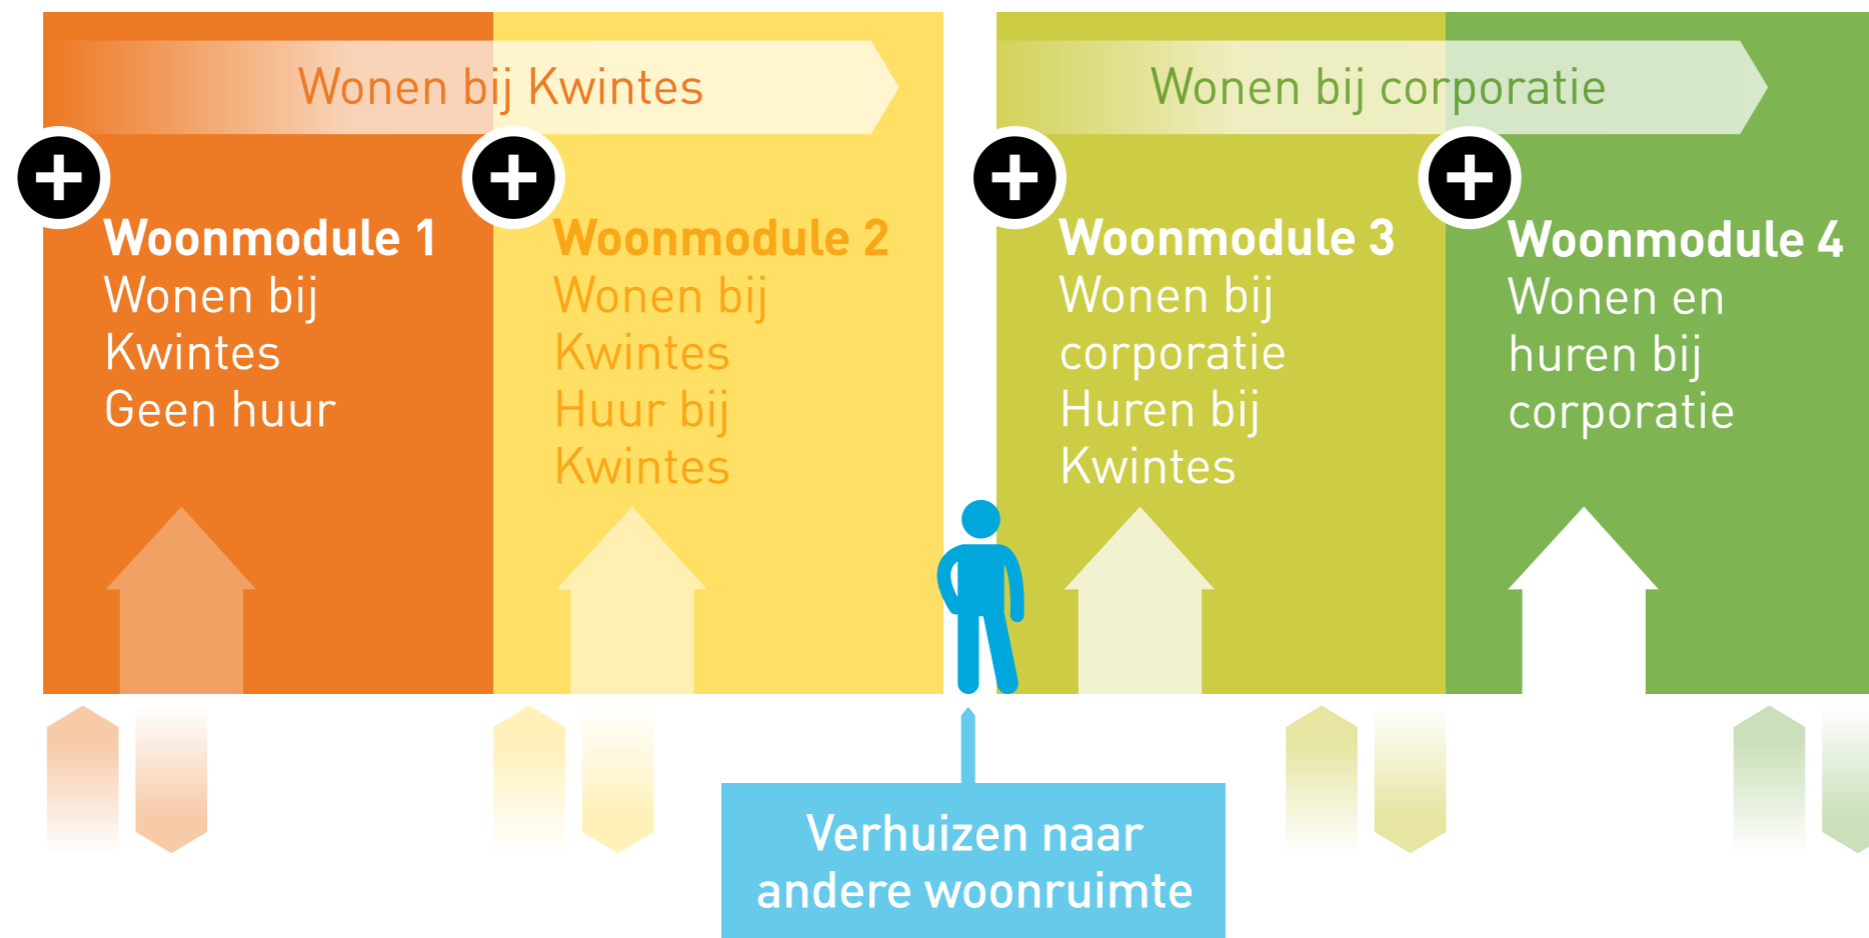 Wonen bij Kwintes
Wonen bij corporatie
Woonmodule 1
Wonen bij
Kwintes
Geen huur
Woonmodule 2
Wonen bij
Kwintes
Huur bij
Kwintes
Woonmodule 3
Wonen bij
corporatie
Huren bij
Kwintes
Woonmodule 4
Wonen en
huren bij
corporatie
Verhuizen naar
andere woonruimte